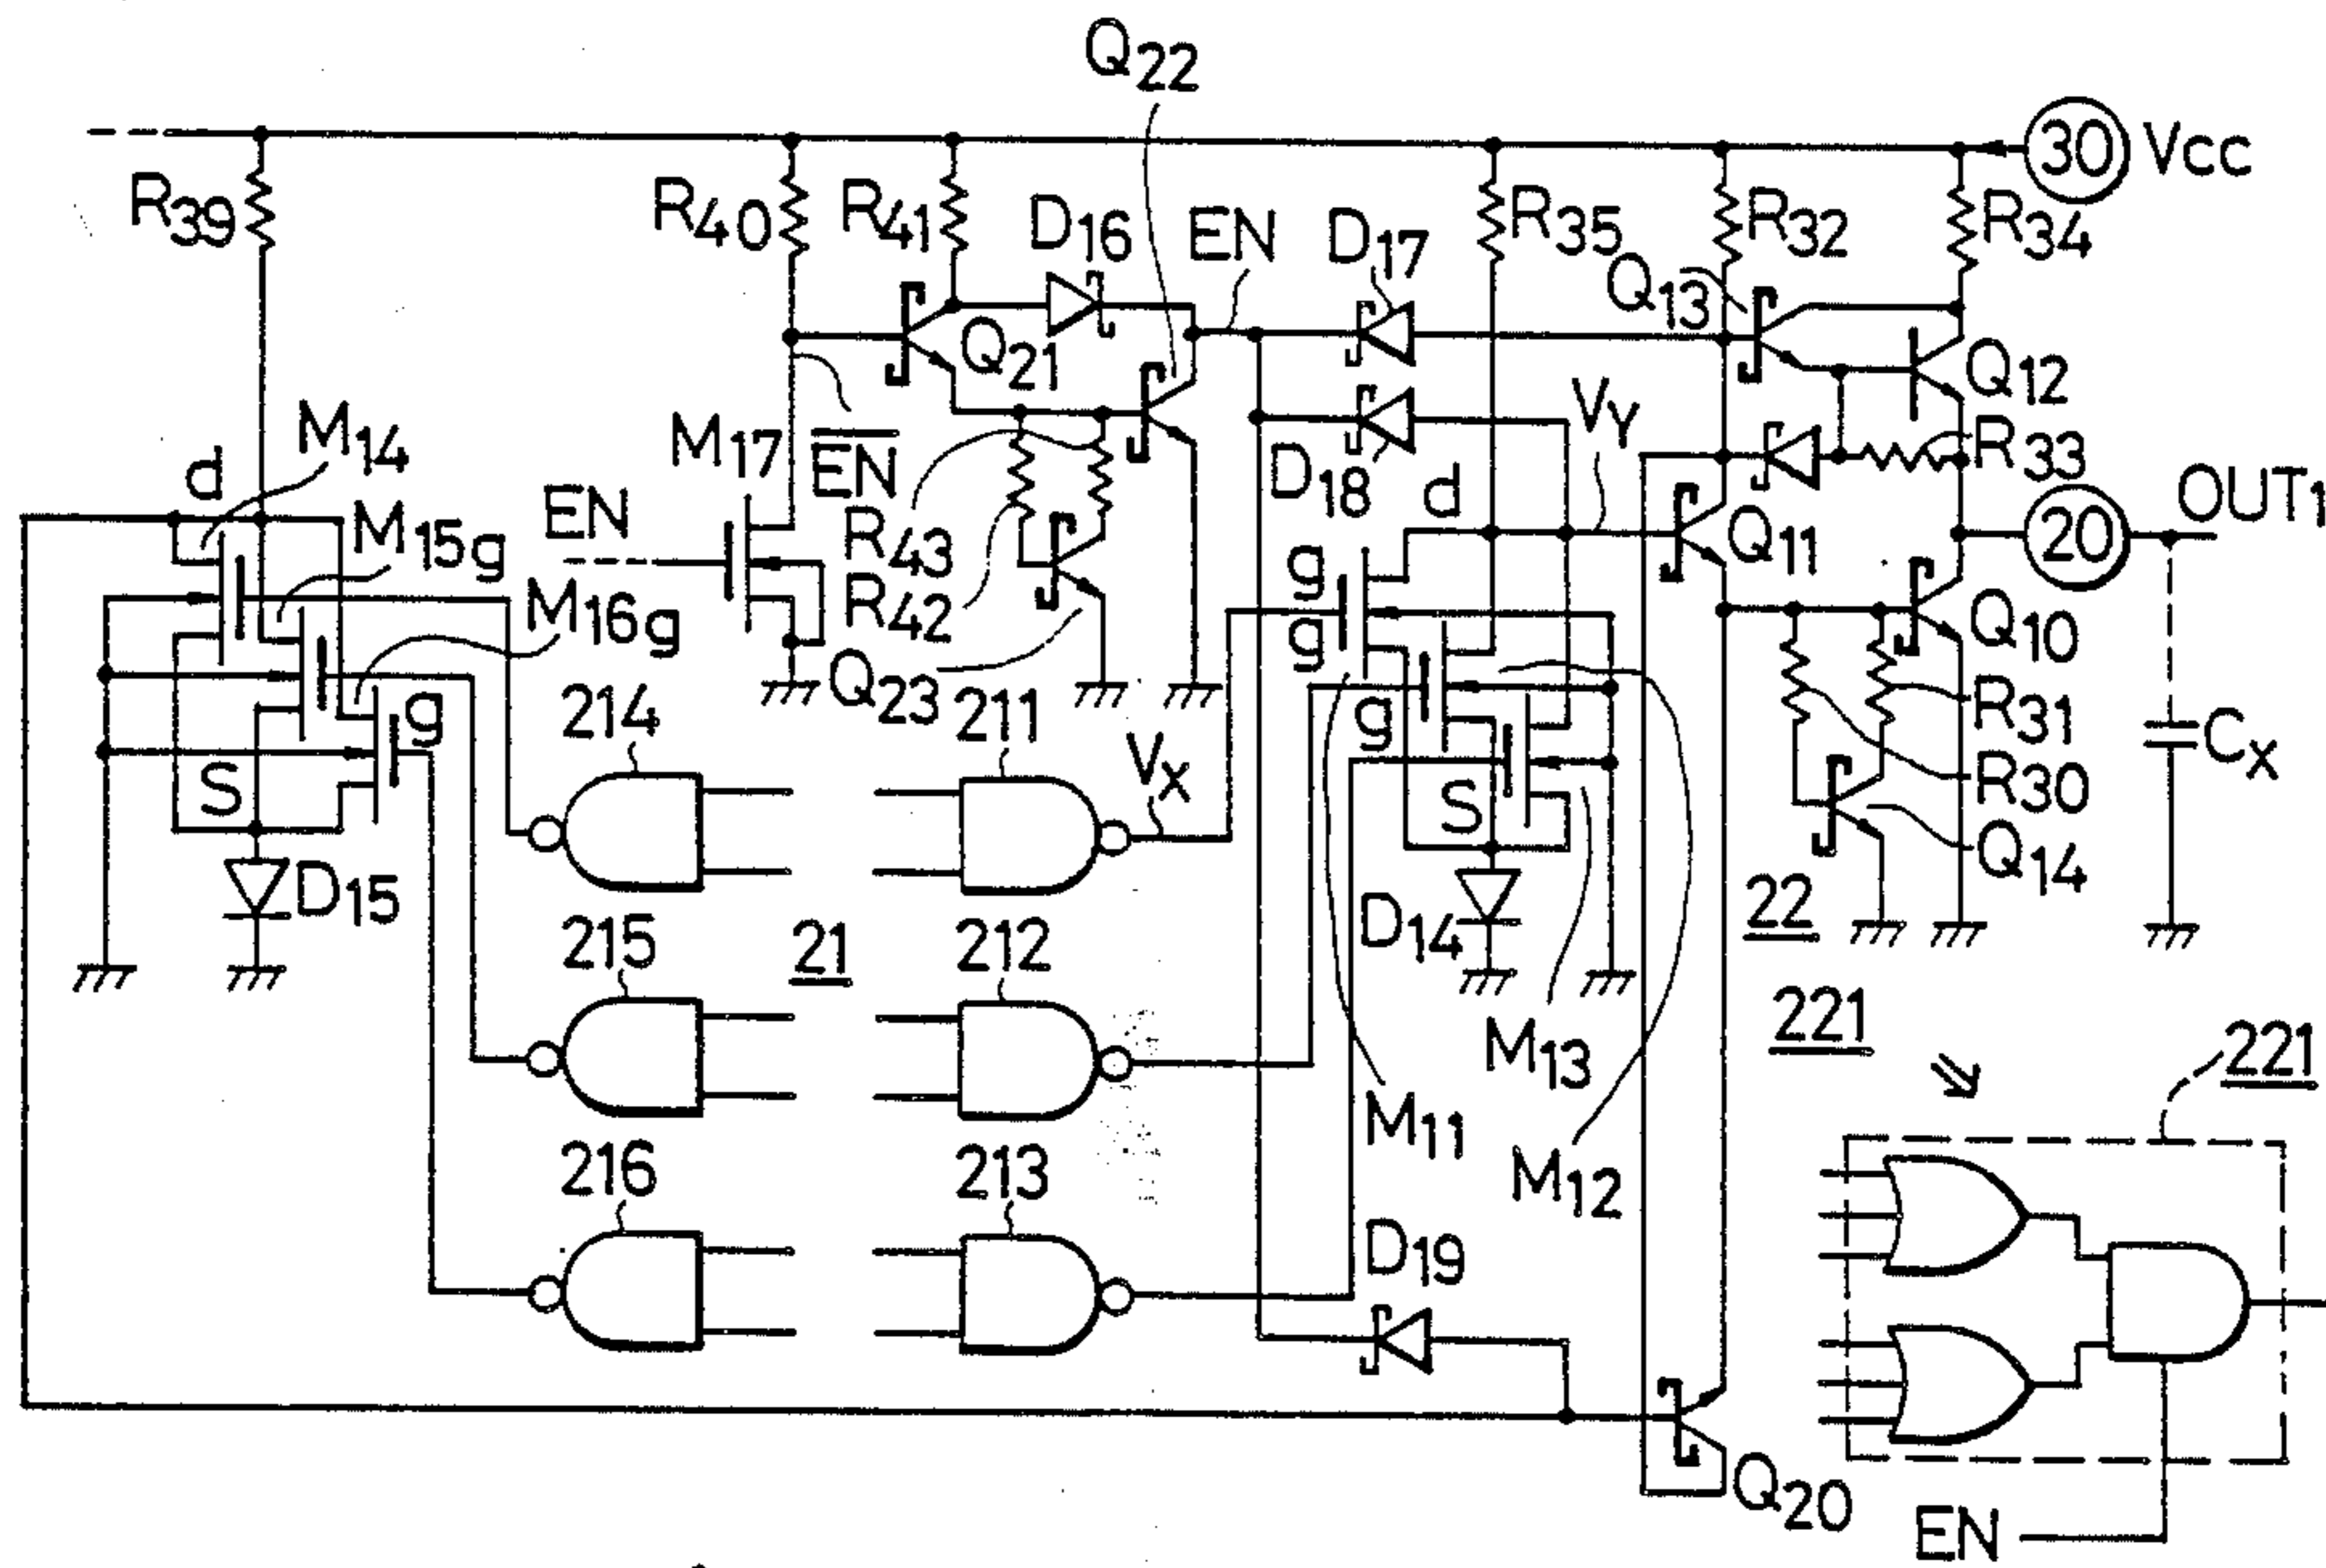 Q22
30 Vcc
R39
R40
R41
D16
EN
D17
R35
R32
R34
Q13
Q21
Q12
M14
d
M17
EN
VY
R33
D18
d
M15g
EN
OUT1
20
R43
Q11
g
M16g
R42
g
Q10
Q23
214
211
g
g
R31
VX
CX
S
S
R30
Q14
D15
D14
22
215
21
212
221
M13
221
M11
216
213
M12
D19
Q20
EN